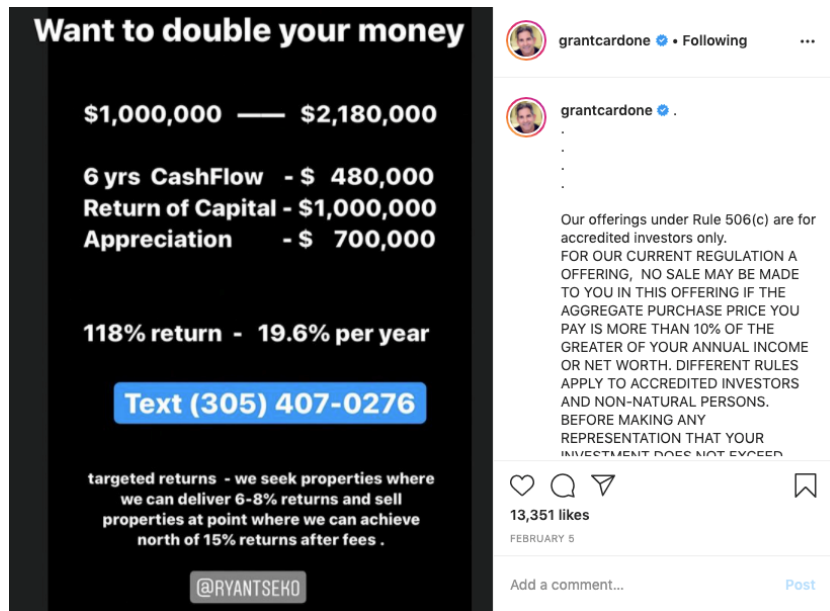 Want to double your money
$1,000,000 —— $2,180,000
6 yrs CashFlow - $ 480,000
Return of Capital - $1,000,000
Appreciation - $ 700,000
118% return - 19.6% per year
Text (305) 407-0276
targeted returns - we seek properties where
we can deliver 6-8% returns and sell
properties at point where we can achieve
north of 15% returns after fees .
@RYANTSEKO
grantcardone • Following
grantcardone .
.
.
.
.
Our offerings under Rule 506(c) are for
accredited investors only.
FOR OUR CURRENT REGULATION A
OFFERING, NO SALE MAY BE MADE
TO YOU IN THIS OFFERING IF THE
AGGREGATE PURCHASE PRICE YOU
PAY IS MORE THAN 10% OF THE
GREATER OF YOUR ANNUAL INCOME
OR NET WORTH. DIFFERENT RULES
APPLY TO ACCREDITED INVESTORS
AND NON-NATURAL PERSONS.
BEFORE MAKING ANY
REPRESENTATION THAT YOUR
INVESTMENT DOES NOT EXCEED
13,351 likes
FEBRUARY 5
Add a comment...
Post